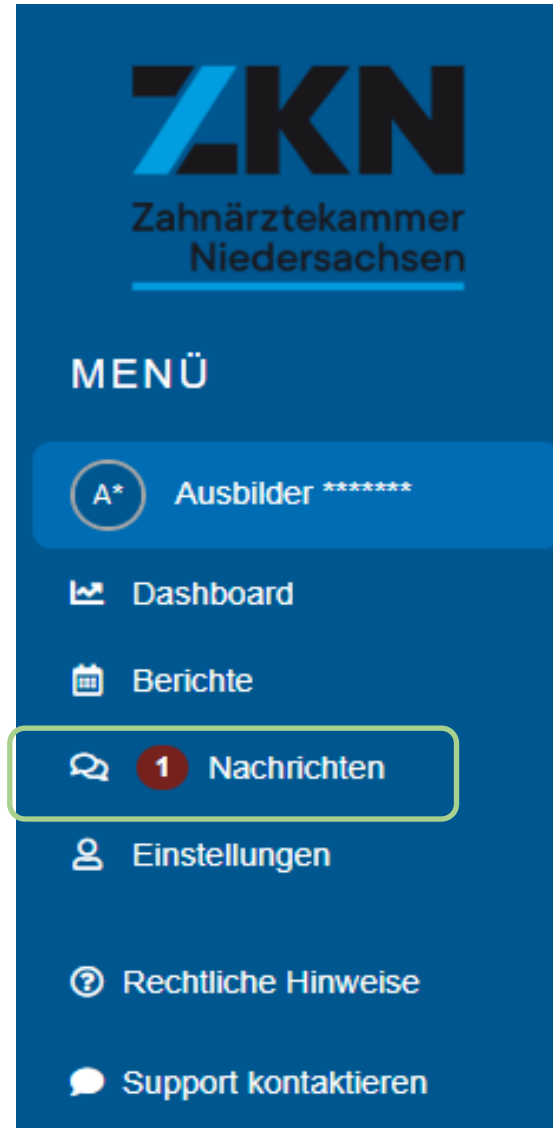 ZKN
Zahnärztekammer
Niedersachsen
MENÜ
A* Ausbilder *******
Dashboard
Berichte
1 Nachrichten
Einstellungen
Rechtliche Hinweise
Support kontaktieren